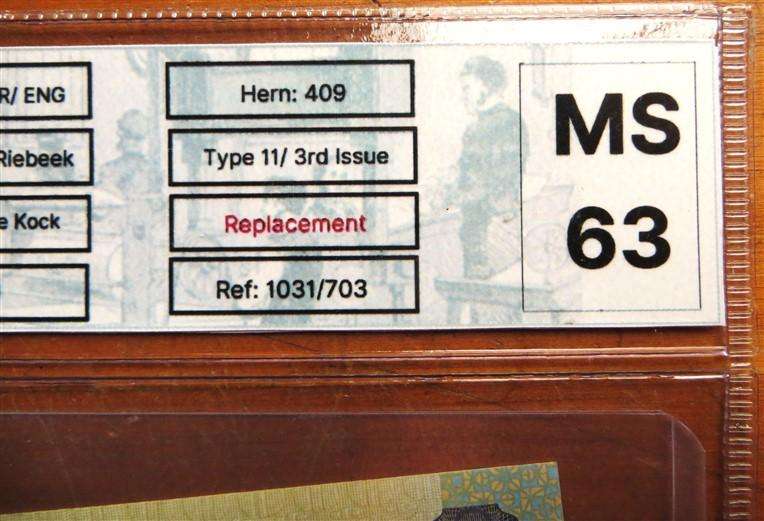 R/ ENG
Riebeek
e Kock
Hern: 409
Type 11/ 3rd Issue
Replacement
Ref: 1031/703
MS
63